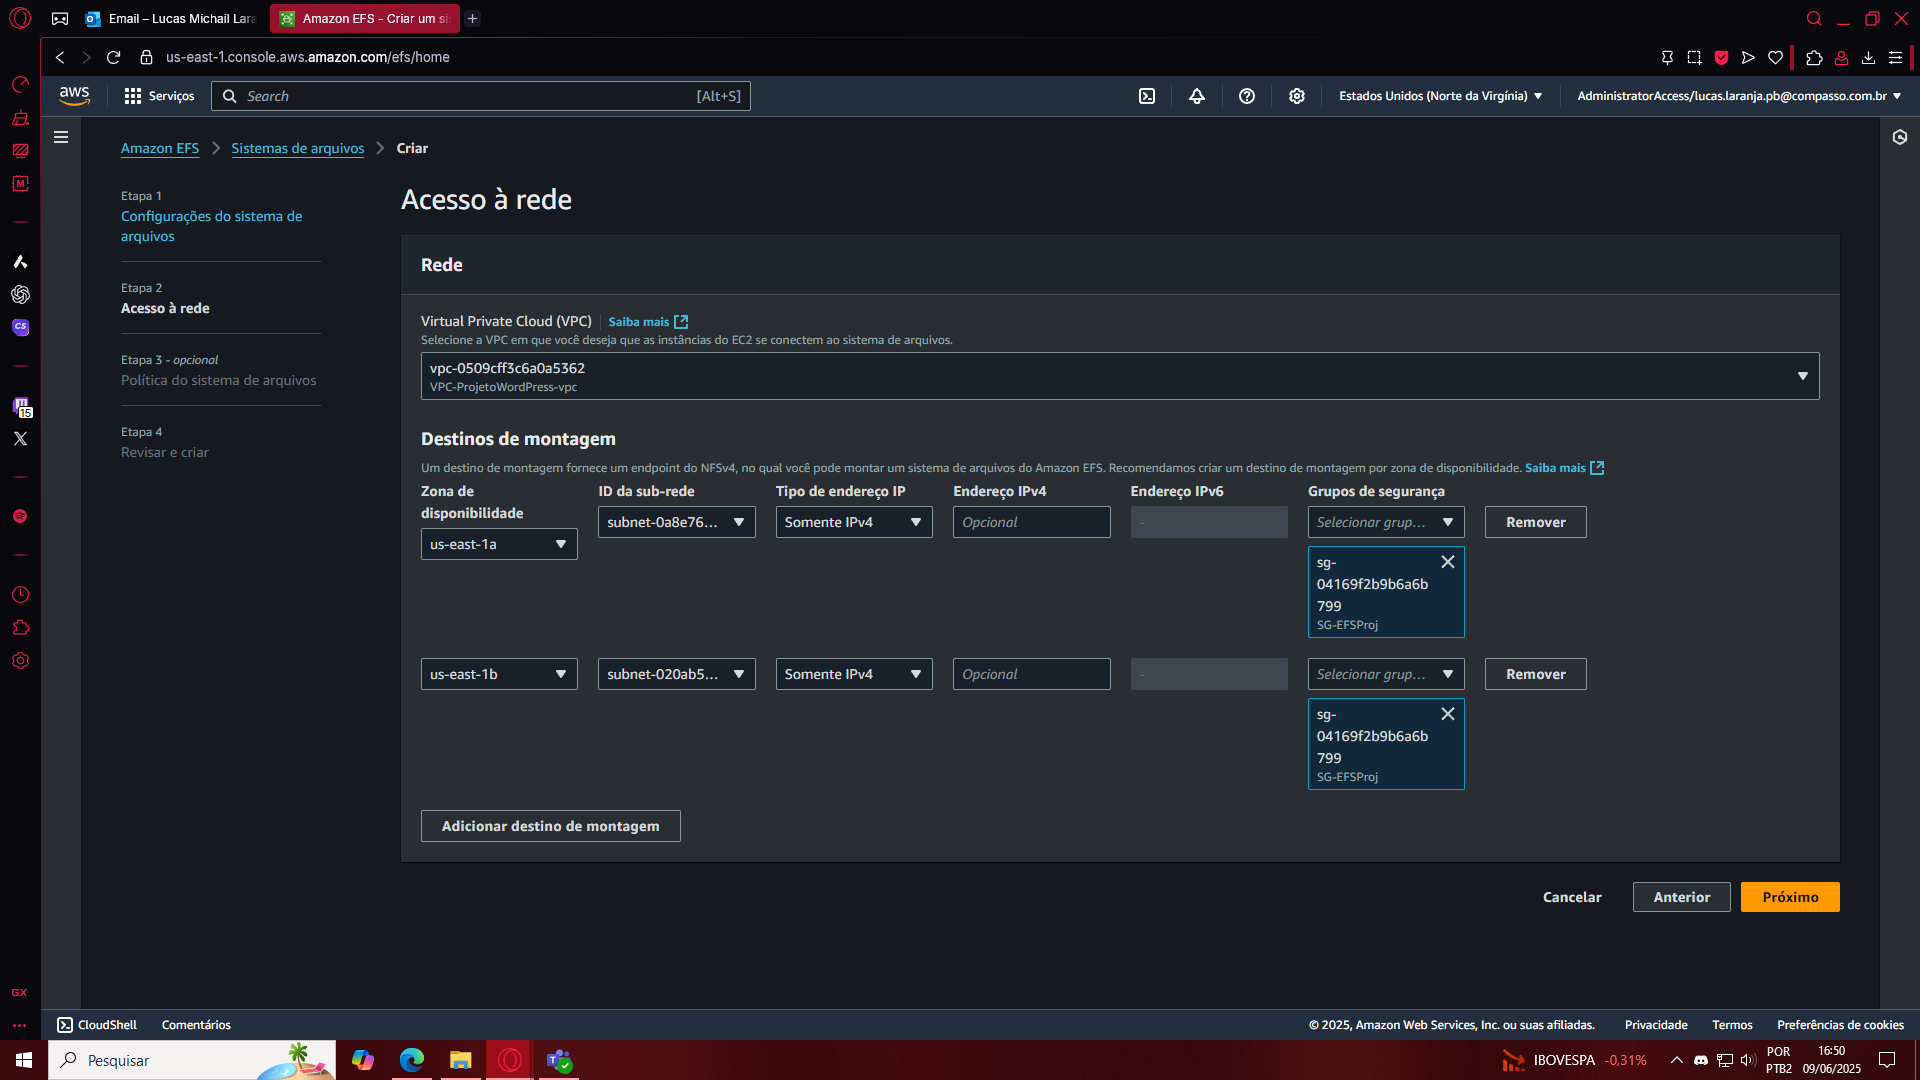 Email – Lucas Michail Lara
Amazon EFS - Criar um si
us-east-1.console.aws.amazon.com/efs/home
aws
Serviços
Search
[Alt+S]
Estados Unidos (Norte da Virgínia)
AdministratorAccess/lucas.laranja.pb@compasso.com.br
Amazon EFS
Sistemas de arquivos
Criar
Etapa 1
Configurações do sistema de
arquivos
Etapa 2
Acesso à rede
Etapa 3 - opcional
Política do sistema de arquivos
Etapa 4
Revisar e criar
Acesso à rede
Rede
Virtual Private Cloud (VPC)
Saiba mais
Selecione a VPC em que você deseja que as instâncias do EC2 se conectem ao sistema de arquivos.
vpc-0509cff3c6a0a5362
VPC-ProjetoWordPress-vpc
Destinos de montagem
Um destino de montagem fornece um endpoint do NFSv4, no qual você pode montar um sistema de arquivos do Amazon EFS. Recomendamos criar um destino de montagem por zona de disponibilidade. Saiba mais
Zona de
disponibilidade
ID da sub-rede
Tipo de endereço IP
Endereço IPv4
Endereço IPv6
Grupos de segurança
us-east-1a
subnet-0a8e76...
Somente IPv4
Opcional
-
Selecionar grup...
Remover
sg-
04169f2b9b6a6b
799
SG-EFSProj
us-east-1b
subnet-020ab5...
Somente IPv4
Opcional
-
Selecionar grup...
Remover
sg-
04169f2b9b6a6b
799
SG-EFSProj
Adicionar destino de montagem
Cancelar
Anterior
Próximo
M
CS
15
GX
CloudShell
Comentários
© 2025, Amazon Web Services, Inc. ou suas afiliadas.
Privacidade
Termos
Preferências de cookies
Pesquisar
IBOVESPA -0,31%
POR
PTB2
16:50
09/06/2025